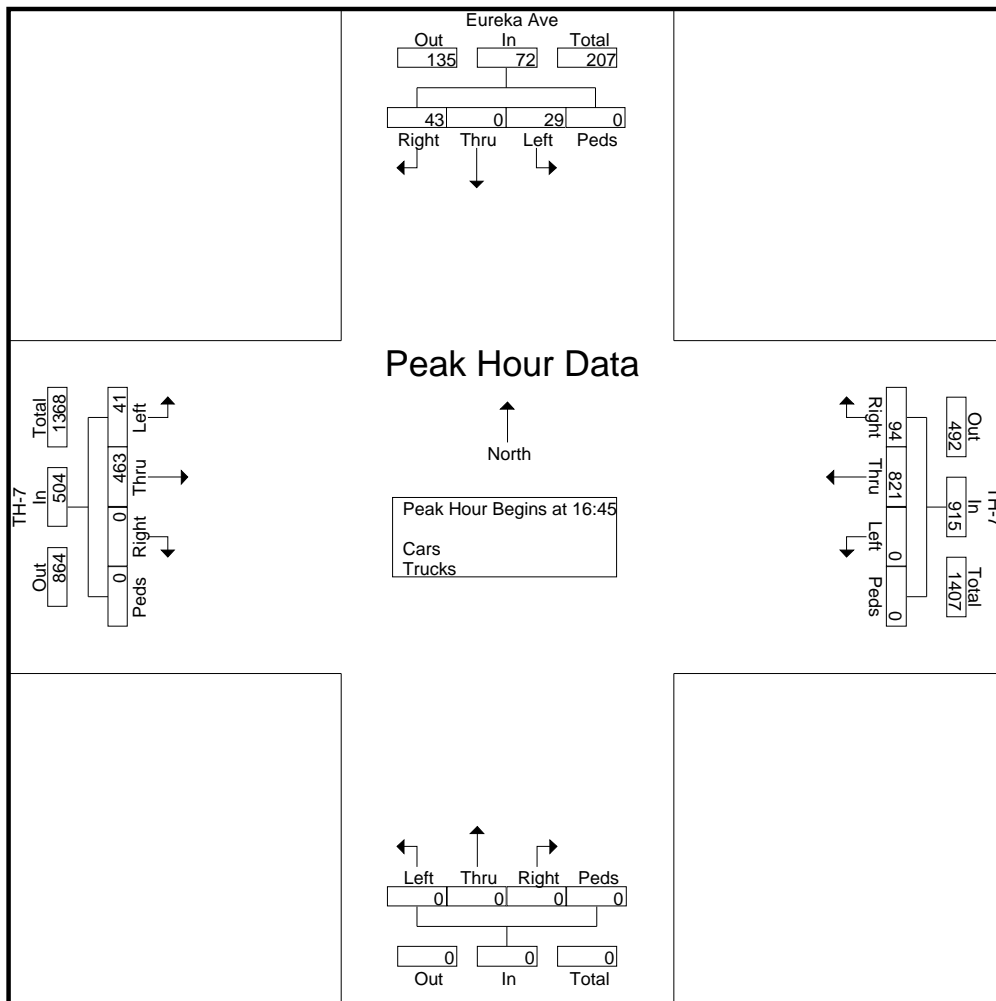 Eureka Ave
Out In Total
135 72 207
43 0 29 0
Right Thru Left Peds
Peak Hour Data
North
Peak Hour Begins at 16:45
Cars
Trucks
TH-7
Total In Out
1368 504 864
41 463 0 0
Left Thru Right Peds
Right Thru Left Peds
94 821 0 0
Out In Total
492 915 1407
TH-7
Left Thru Right Peds
0 0 0 0
0 0 0
Out In Total